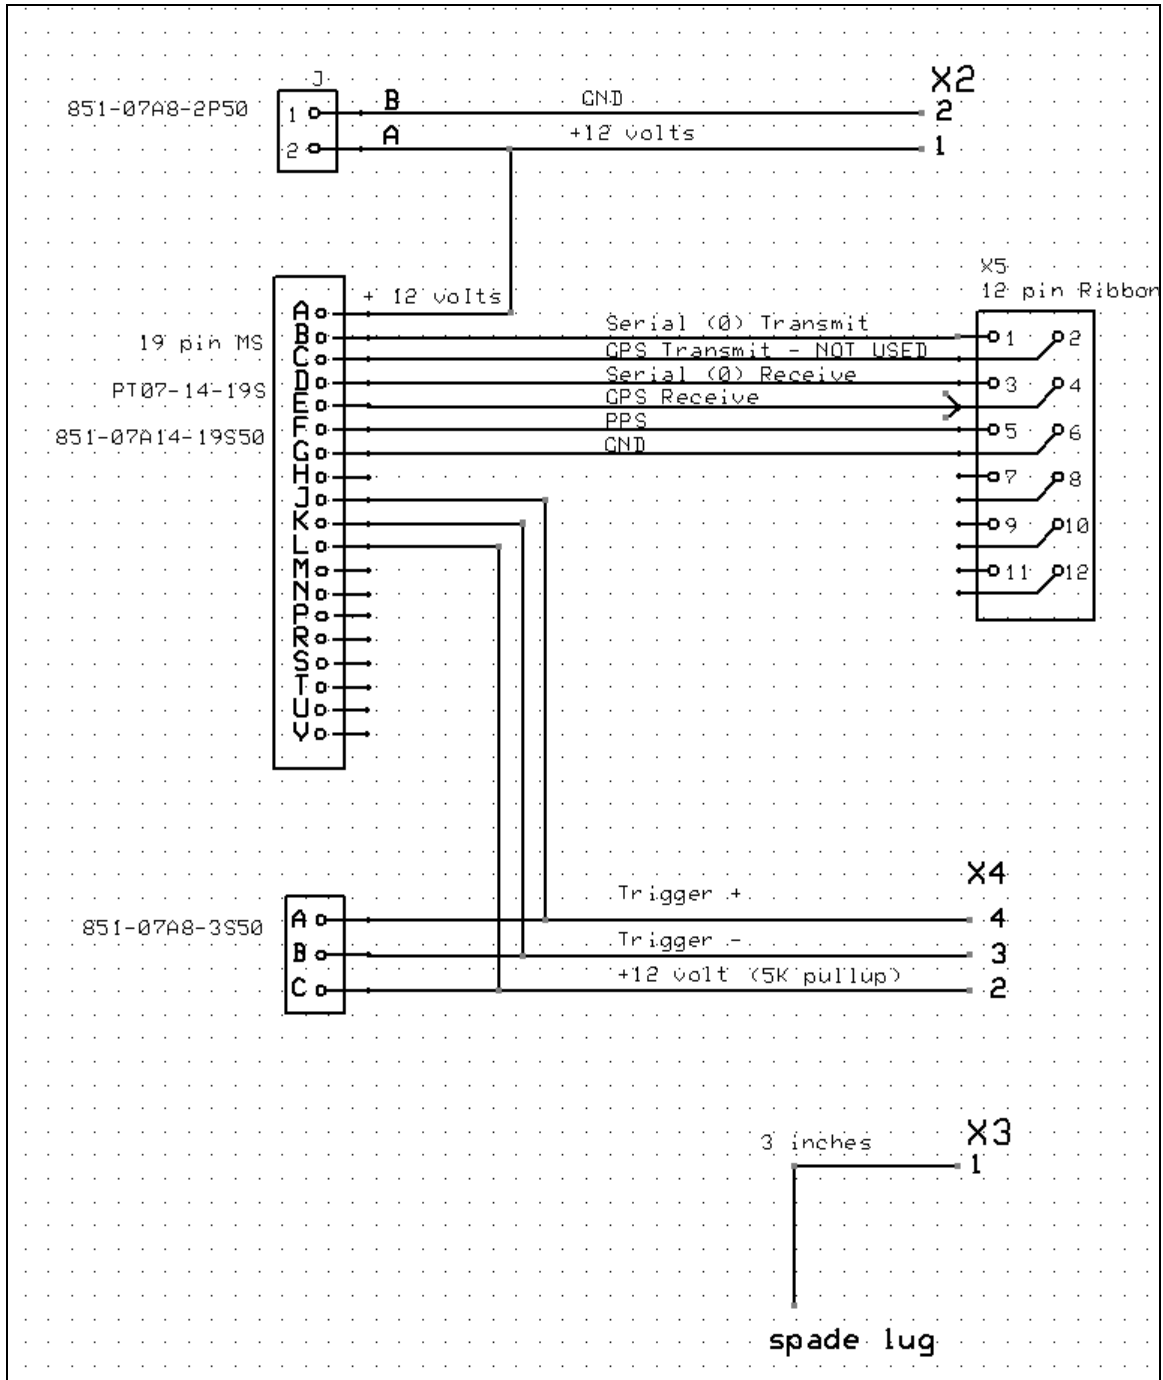 J
X2
851-07A8-2P50
1
B
GND
2
+12 volts
2
A
1
X5
12 pin Ribbon
+ 12 volts
A
Serial (0) Transmit
19 pin MS
B
1
2
GPS Transmit - NOT USED
C
Serial (0) Receive
D
3
4
PT07-14-19S
GPS Receive
E
PPS
F
5
6
851-07A14-19S50
GND
G
H
7
8
J
K
9
10
L
M
11
12
N
P
R
S
T
U
V
X4
Trigger +
851-07A8-3S50
A
4
Trigger -
B
3
+12 volt (5K pullup)
C
2
X3
3 inches
1
spade lug